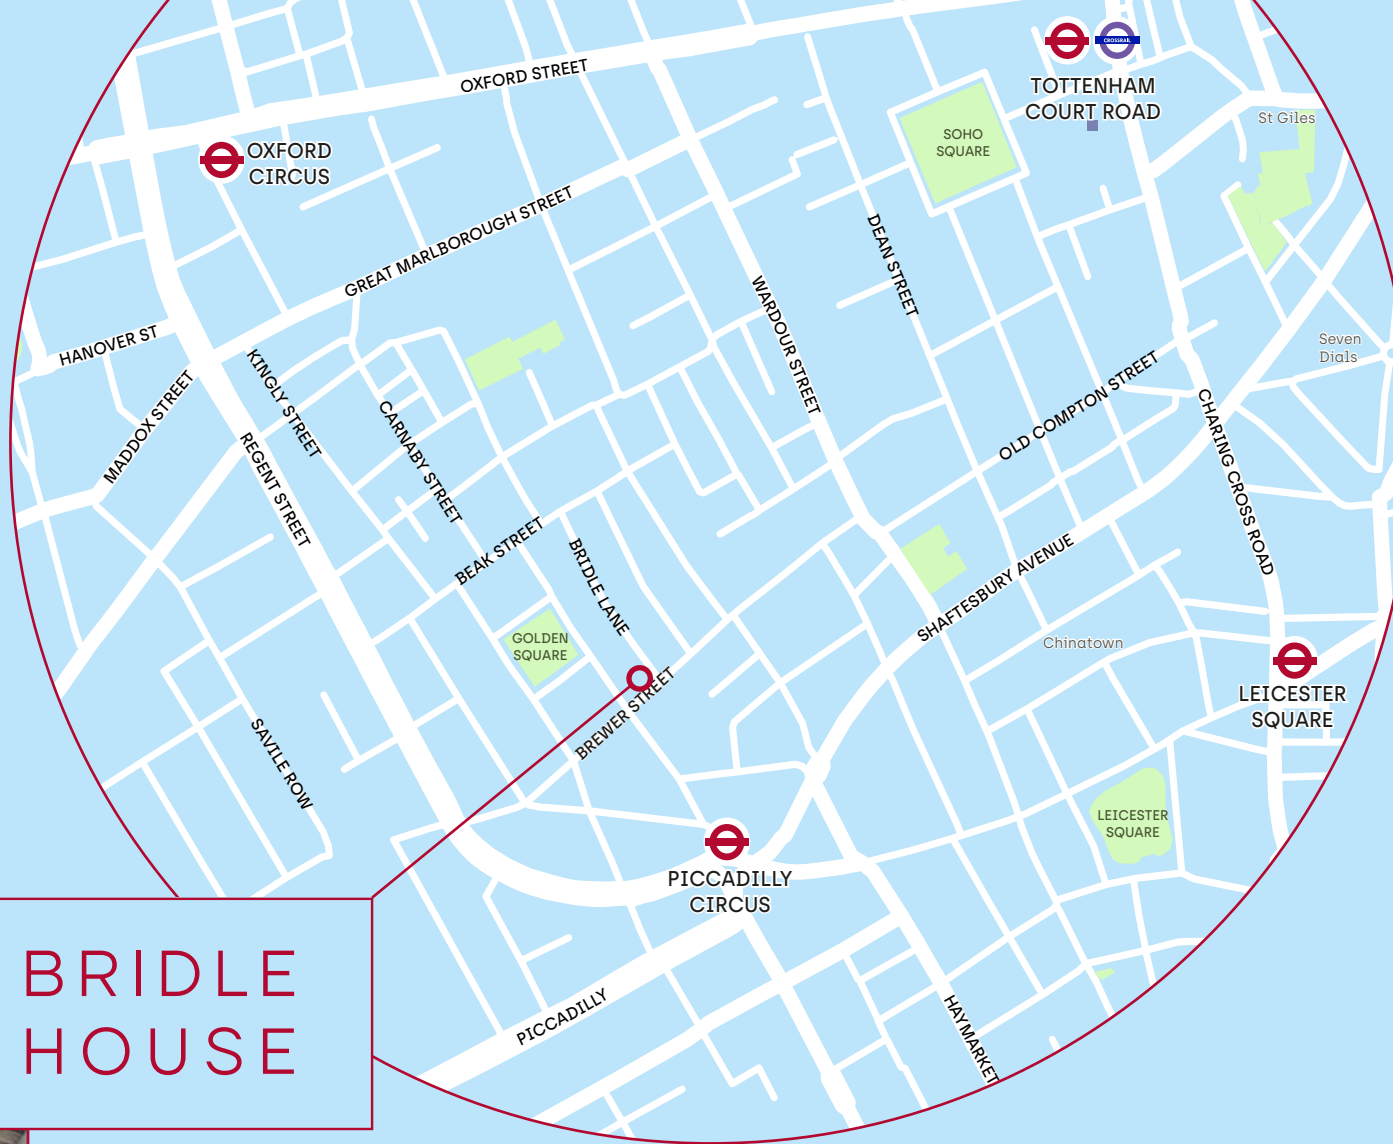 CROSSRAIL
TOTTENHAM
COURT ROAD
OXFORD STREET
St Giles
OXFORD
CIRCUS
SOHO
SQUARE
GREAT MARLBOROUGH STREET
DEAN STREET
WARDOUR STREET
HANOVER ST
Seven
Dials
KINGLY STREET
MADDOX STREET
OLD COMPTON STREET
CARNABY STREET
CHARING CROSS ROAD
REGENT STREET
BEAK STREET
BRIDLE LANE
SHAFTESBURY AVENUE
GOLDEN
SQUARE
Chinatown
BREWER STREET
LEICESTER
SQUARE
SAVILE ROW
LEICESTER
SQUARE
PICCADILLY
CIRCUS
PICCADILLY
HAYMARKET
BRIDLE
HOUSE